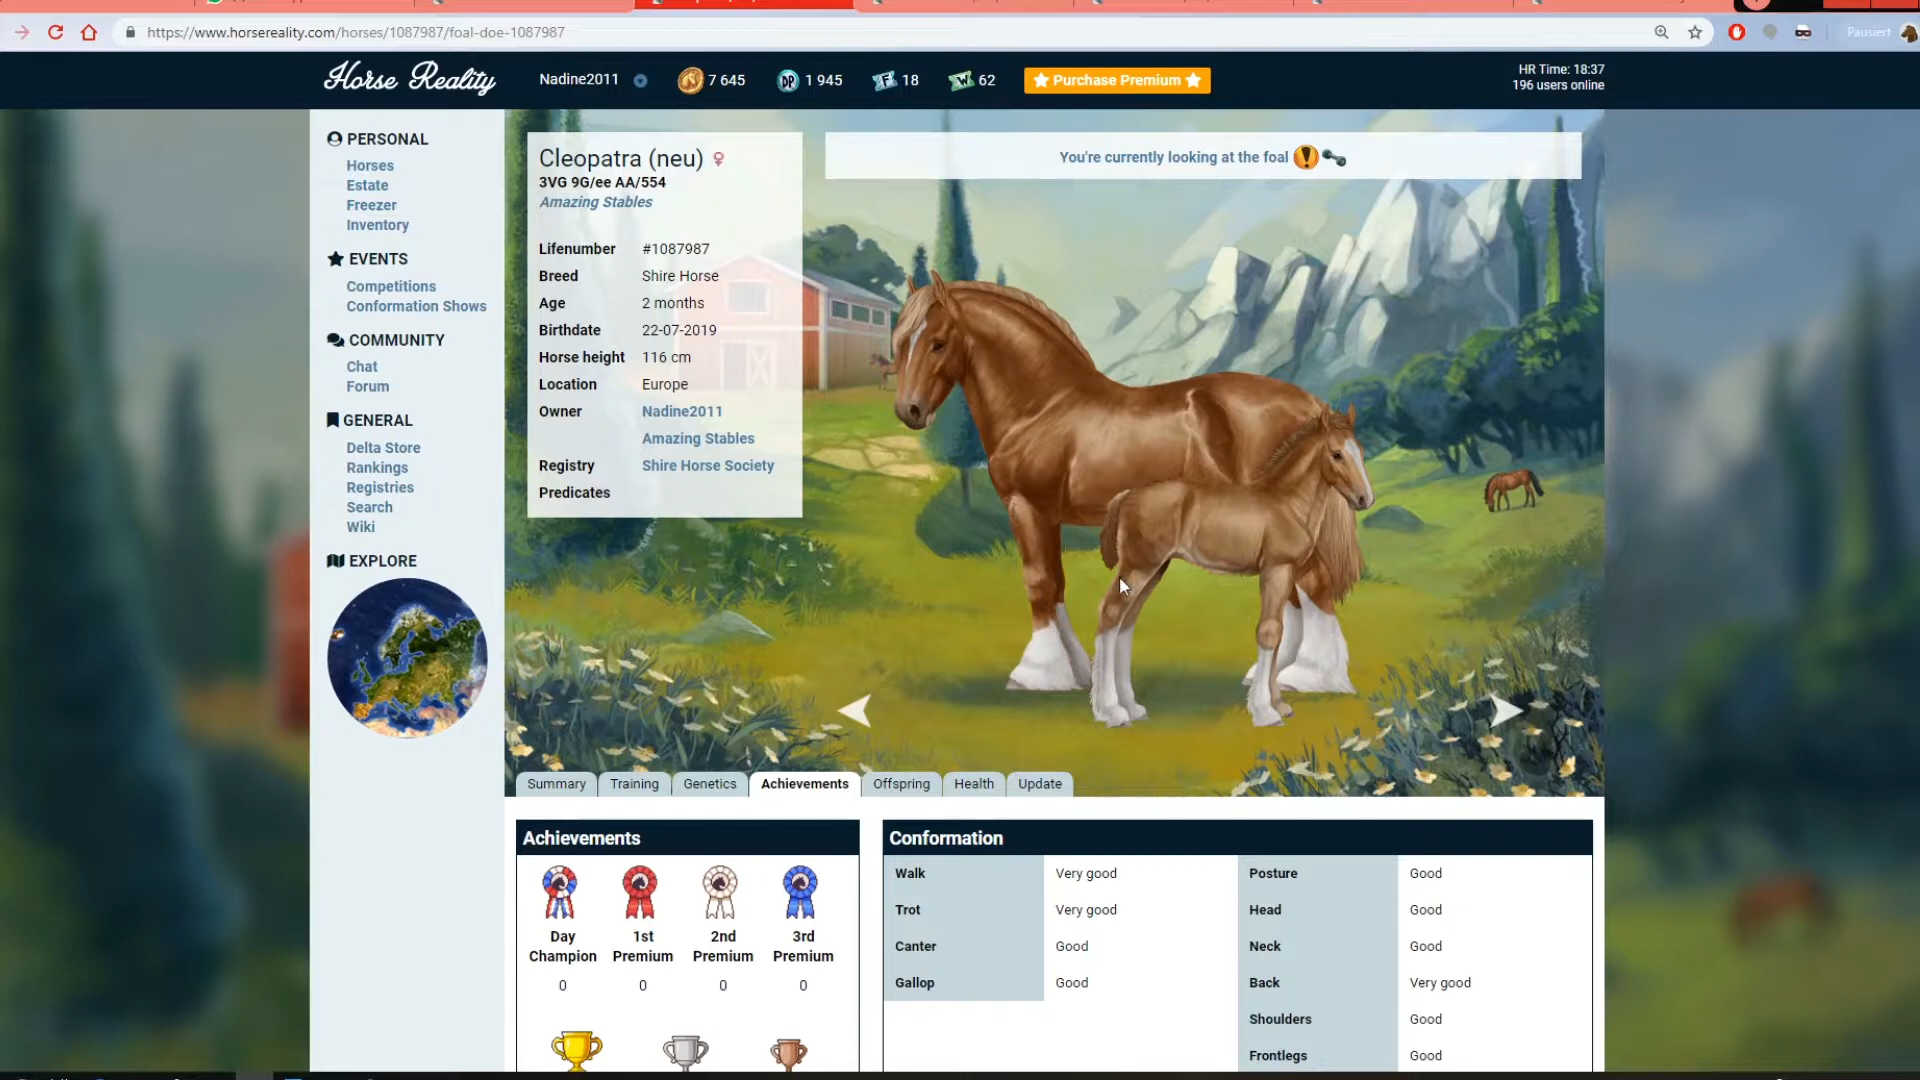 https://www.horsereality.com/horses/1087987/foal-doe-1087987
Pausiert
Horse Reality
Nadine2011
7 645
DP
1 945
F
18
W
62
Purchase Premium
HR Time: 18:37
196 users online
PERSONAL
Horses
Estate
Freezer
Inventory
EVENTS
Competitions
Conformation Shows
COMMUNITY
Chat
Forum
GENERAL
Delta Store
Rankings
Registries
Search
Wiki
EXPLORE
Cleopatra (neu)
3VG 9G/ee AA/554
Amazing Stables
Lifenumber #1087987
Breed Shire Horse
Age 2 months
Birthdate 22-07-2019
Horse height 116 cm
Location Europe
Owner Nadine2011
Amazing Stables
Registry Shire Horse Society
Predicates
You're currently looking at the foal
Summary Training Genetics Achievements Offspring Health Update
Achievements
Day Champion
1st Premium
2nd Premium
3rd Premium
0 0 0 0
Conformation
Walk Very good Posture Good
Trot Very good Head Good
Canter Good Neck Good
Gallop Good Back Very good
Shoulders Good
Frontlegs Good